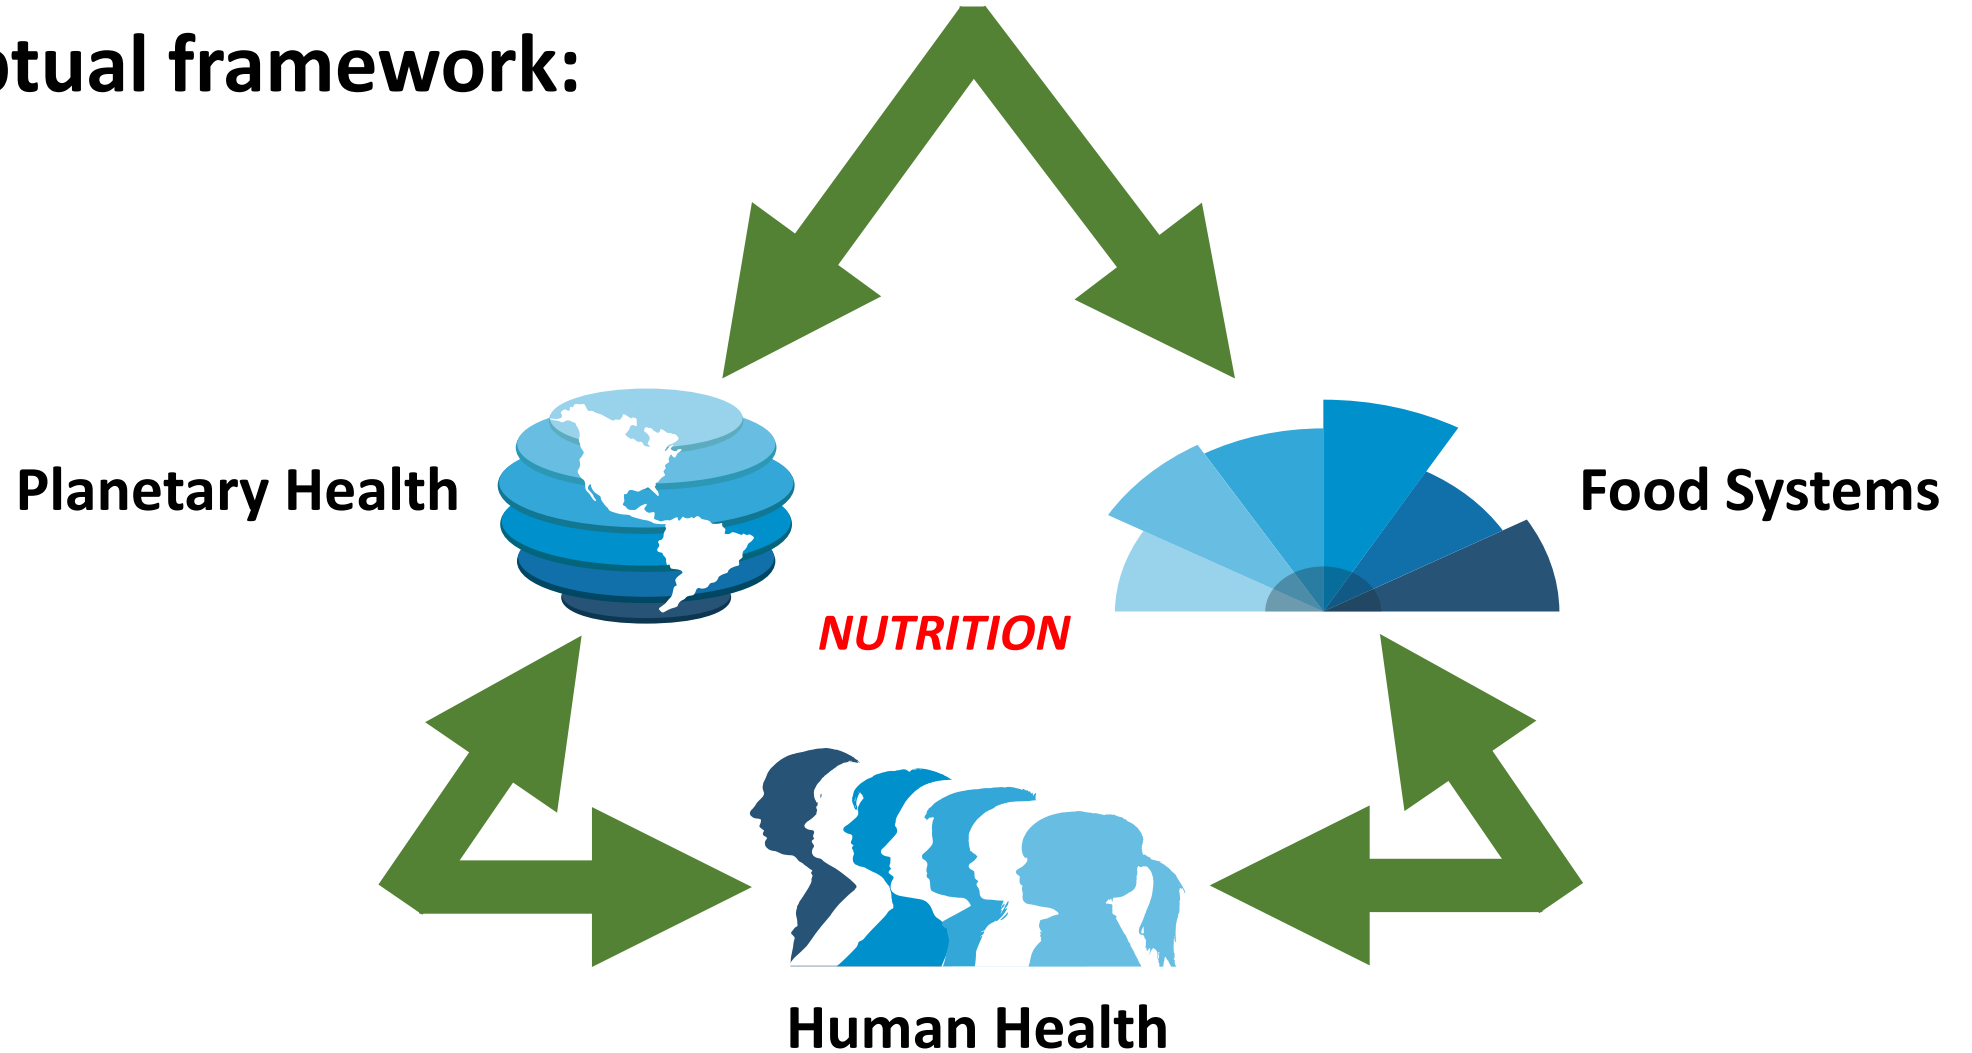 ptual framework:
Planetary Health
Food Systems
NUTRITION
Human Health